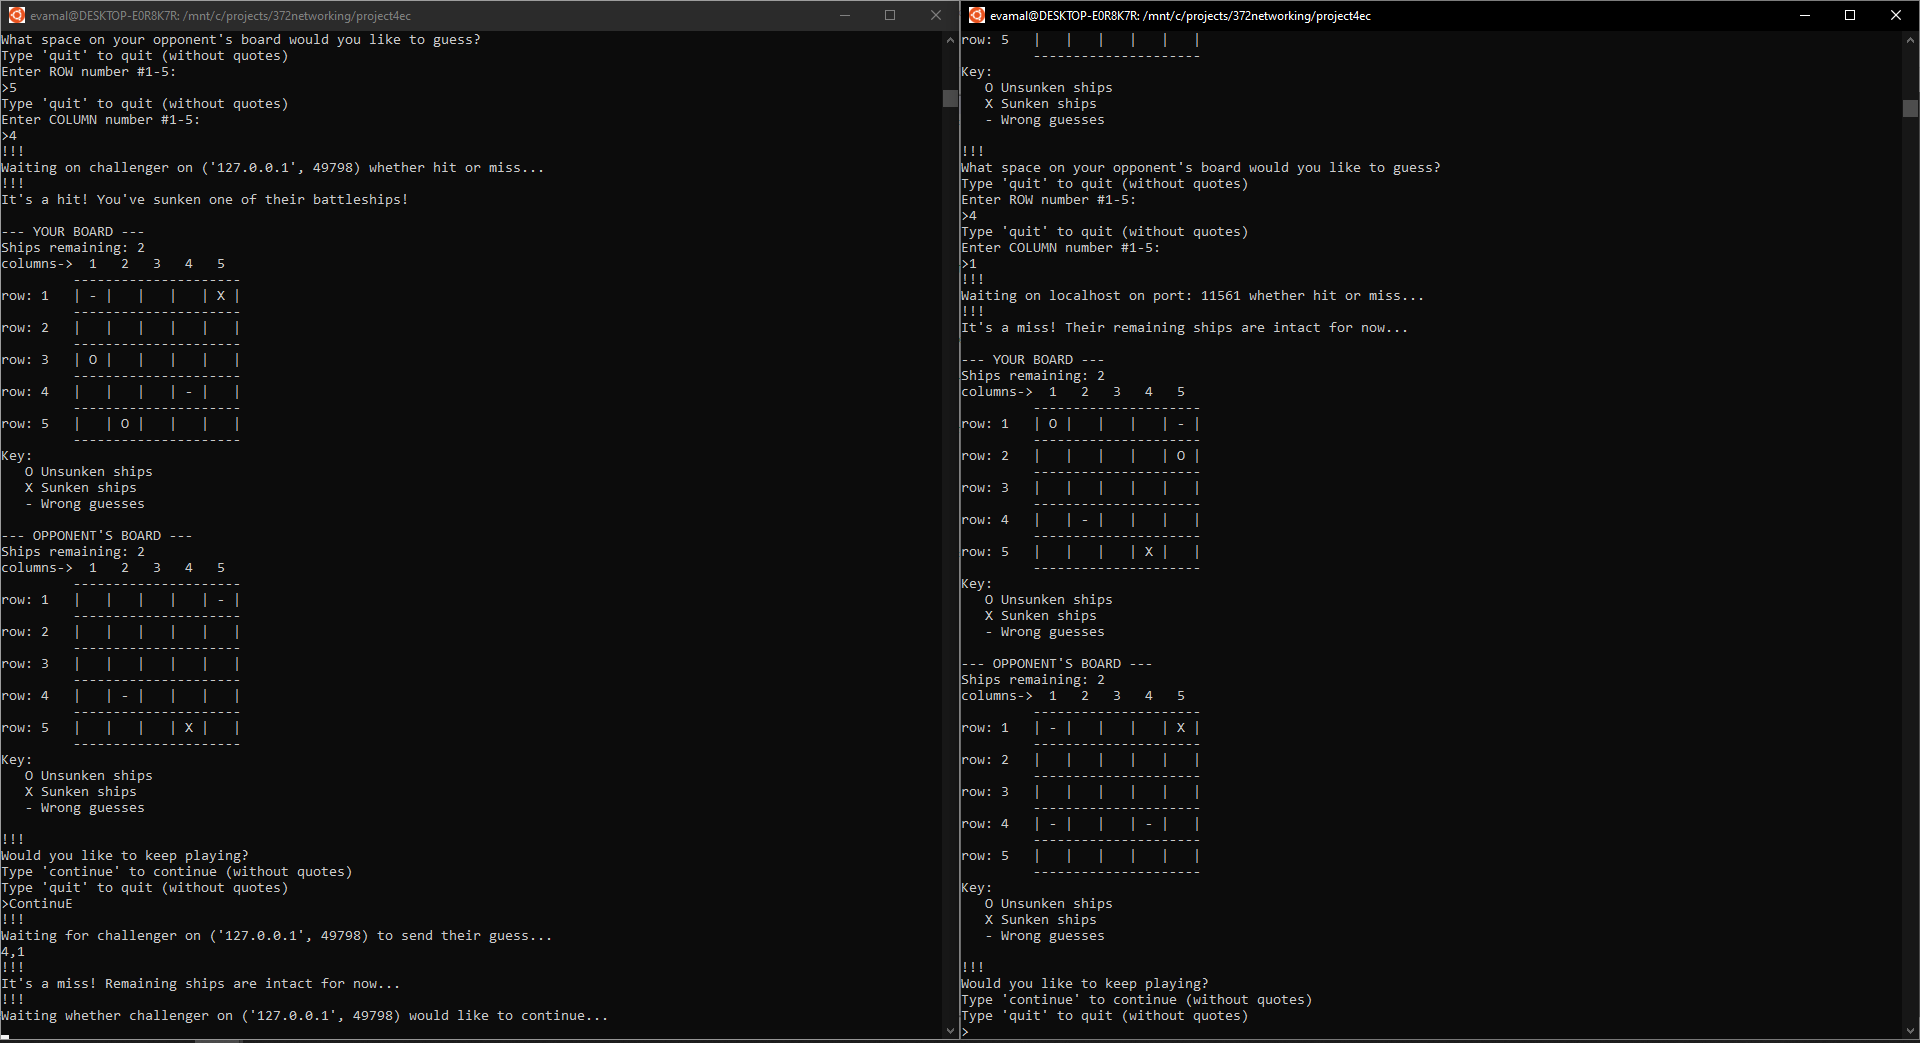 evamal@DESKTOP-E0R8K7R: /mnt/c/projects/372networking/project4ec
What space on your opponent's board would you like to guess?
Type 'quit' to quit (without quotes)
Enter ROW number #1-5:
>5
Type 'quit' to quit (without quotes)
Enter COLUMN number #1-5:
>4
!!!
Waiting on challenger on ('127.0.0.1', 49798) whether hit or miss...
!!!
It's a hit! You've sunken one of their battleships!
--- YOUR BOARD ---
Ships remaining: 2
columns->  1   2   3   4   5
         ---------------------
row: 1   | - |   |   |   | X |
         ---------------------
row: 2   |   |   |   |   |   |
         ---------------------
row: 3   | O |   |   |   |   |
         ---------------------
row: 4   |   |   |   | - |   |
         ---------------------
row: 5   |   | O |   |   |   |
         ---------------------
Key:
   O Unsunken ships
   X Sunken ships
   - Wrong guesses
--- OPPONENT'S BOARD ---
Ships remaining: 2
columns->  1   2   3   4   5
         ---------------------
row: 1   |   |   |   |   | - |
         ---------------------
row: 2   |   |   |   |   |   |
         ---------------------
row: 3   |   |   |   |   |   |
         ---------------------
row: 4   |   | - |   |   |   |
         ---------------------
row: 5   |   |   |   | X |   |
         ---------------------
Key:
   O Unsunken ships
   X Sunken ships
   - Wrong guesses
!!!
Would you like to keep playing?
Type 'continue' to continue (without quotes)
Type 'quit' to quit (without quotes)
>ContinuE
!!!
Waiting for challenger on ('127.0.0.1', 49798) to send their guess...
4,1
!!!
It's a miss! Remaining ships are intact for now...
!!!
Waiting whether challenger on ('127.0.0.1', 49798) would like to continue...
evamal@DESKTOP-E0R8K7R: /mnt/c/projects/372networking/project4ec
row: 5   |   |   |   |   |   |
         ---------------------
Key:
   O Unsunken ships
   X Sunken ships
   - Wrong guesses
!!!
What space on your opponent's board would you like to guess?
Type 'quit' to quit (without quotes)
Enter ROW number #1-5:
>4
Type 'quit' to quit (without quotes)
Enter COLUMN number #1-5:
>1
!!!
Waiting on localhost on port: 11561 whether hit or miss...
!!!
It's a miss! Their remaining ships are intact for now...
--- YOUR BOARD ---
Ships remaining: 2
columns->  1   2   3   4   5
         ---------------------
row: 1   | O |   |   |   | - |
         ---------------------
row: 2   |   |   |   |   | O |
         ---------------------
row: 3   |   |   |   |   |   |
         ---------------------
row: 4   |   | - |   |   |   |
         ---------------------
row: 5   |   |   |   | X |   |
         ---------------------
Key:
   O Unsunken ships
   X Sunken ships
   - Wrong guesses
--- OPPONENT'S BOARD ---
Ships remaining: 2
columns->  1   2   3   4   5
         ---------------------
row: 1   | - |   |   |   | X |
         ---------------------
row: 2   |   |   |   |   |   |
         ---------------------
row: 3   |   |   |   |   |   |
         ---------------------
row: 4   | - |   |   | - |   |
         ---------------------
row: 5   |   |   |   |   |   |
         ---------------------
Key:
   O Unsunken ships
   X Sunken ships
   - Wrong guesses
!!!
Would you like to keep playing?
Type 'continue' to continue (without quotes)
Type 'quit' to quit (without quotes)
>